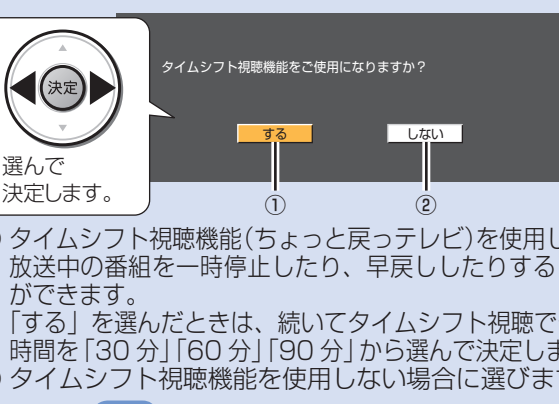 タイムシフト視聴機能をご使用になりますか？
決定
する
しない
選んで
決定します。
①
②
タイムシフト視聴機能(ちょっと戻っテレビ)を使用し
放送中の番組を一時停止したり、早戻ししたりする
ができます。
「する」を選んだときは、続いてタイムシフト視聴で
時間を「30 分」「60 分」「90 分」から選んで決定しま
タイムシフト視聴機能を使用しない場合に選びます